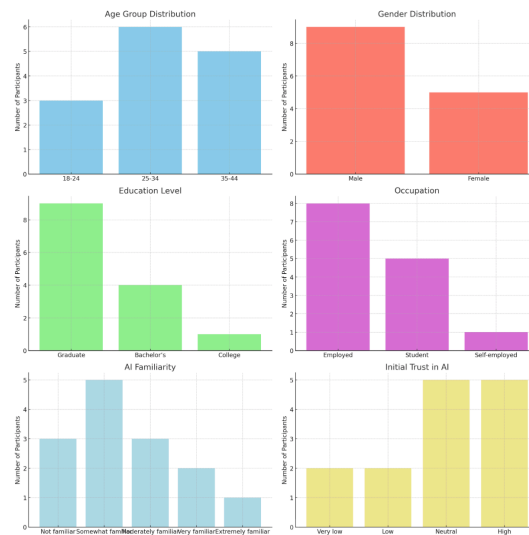 Age Group Distribution
Number of Participants
6
5
4
3
2
1
0
18-24
25-34
35-44
Gender Distribution
Number of Participants
8
6
4
2
0
Male
Female
Education Level
Number of Participants
8
6
4
2
0
Graduate
Bachelor's
College
Occupation
Number of Participants
8
7
6
5
4
3
2
1
0
Employed
Student
Self-employed
AI Familiarity
Number of Participants
5
4
3
2
1
0
Not familiar
Somewhat familiar
Moderately familiar
Very familiar
Extremely familiar
Initial Trust in AI
Number of Participants
5
4
3
2
1
0
Very low
Low
Neutral
High